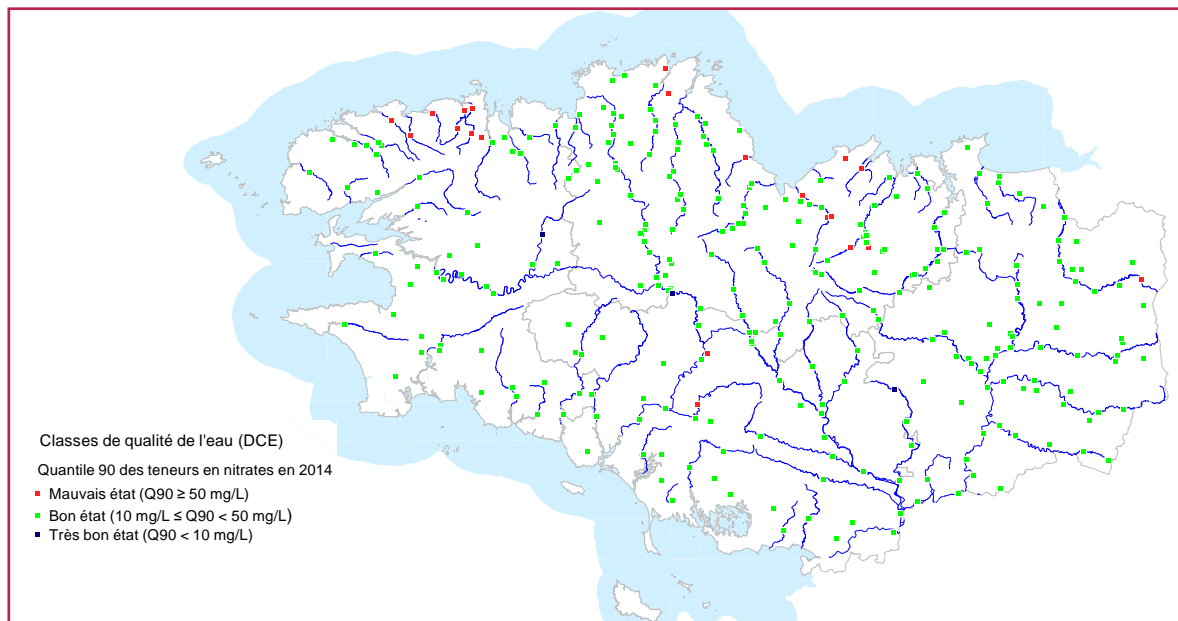 Classes de qualité de l'eau (DCE)
Quantile 90 des teneurs en nitrates en 2014
Mauvais état (Q90 ≥ 50 mg/L)
Bon état (10 mg/L ≤ Q90 < 50 mg/L)
Très bon état (Q90 < 10 mg/L)